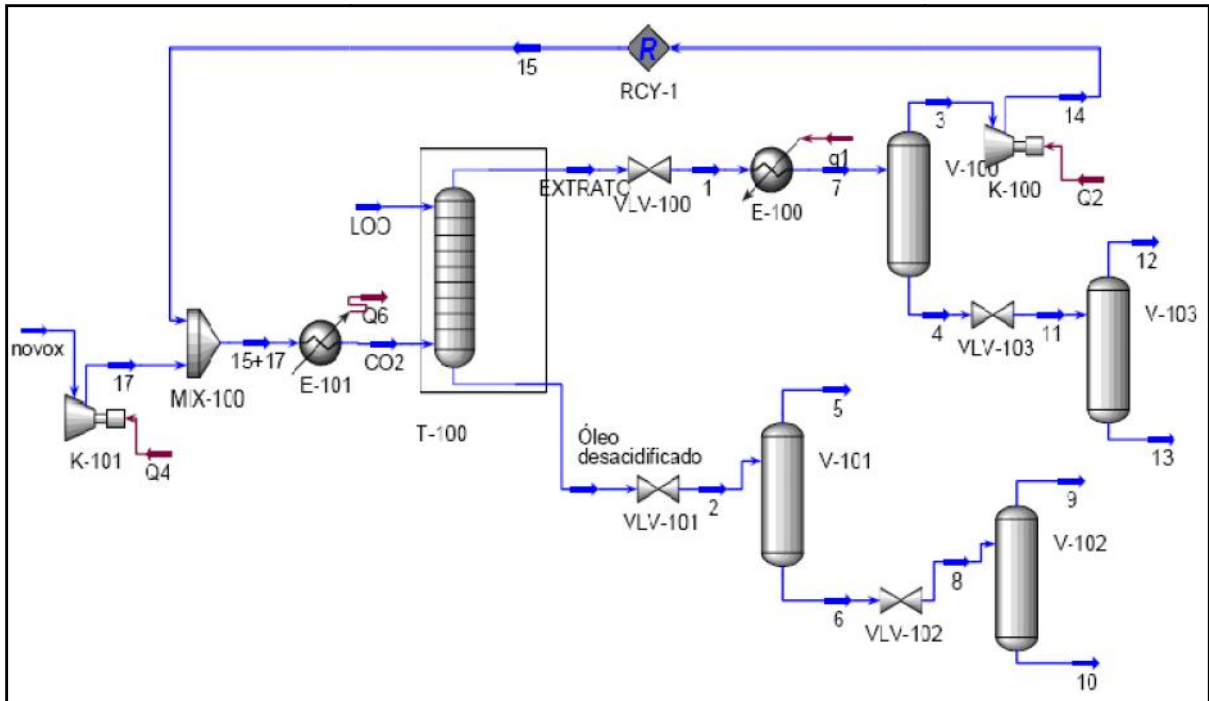 15
R
RCY-1
3
14
V-100
K-100
Q2
EXTRATO
VLV-100
1
E-100
q1
7
LOO
12
V-103
4
VLV-103
11
13
novox
17
K-101
Q4
MIX-100
15+17
Q6
E-101
CO2
T-100
Óleo
desacidificado
VLV-101
2
5
V-101
6
VLV-102
8
9
V-102
10